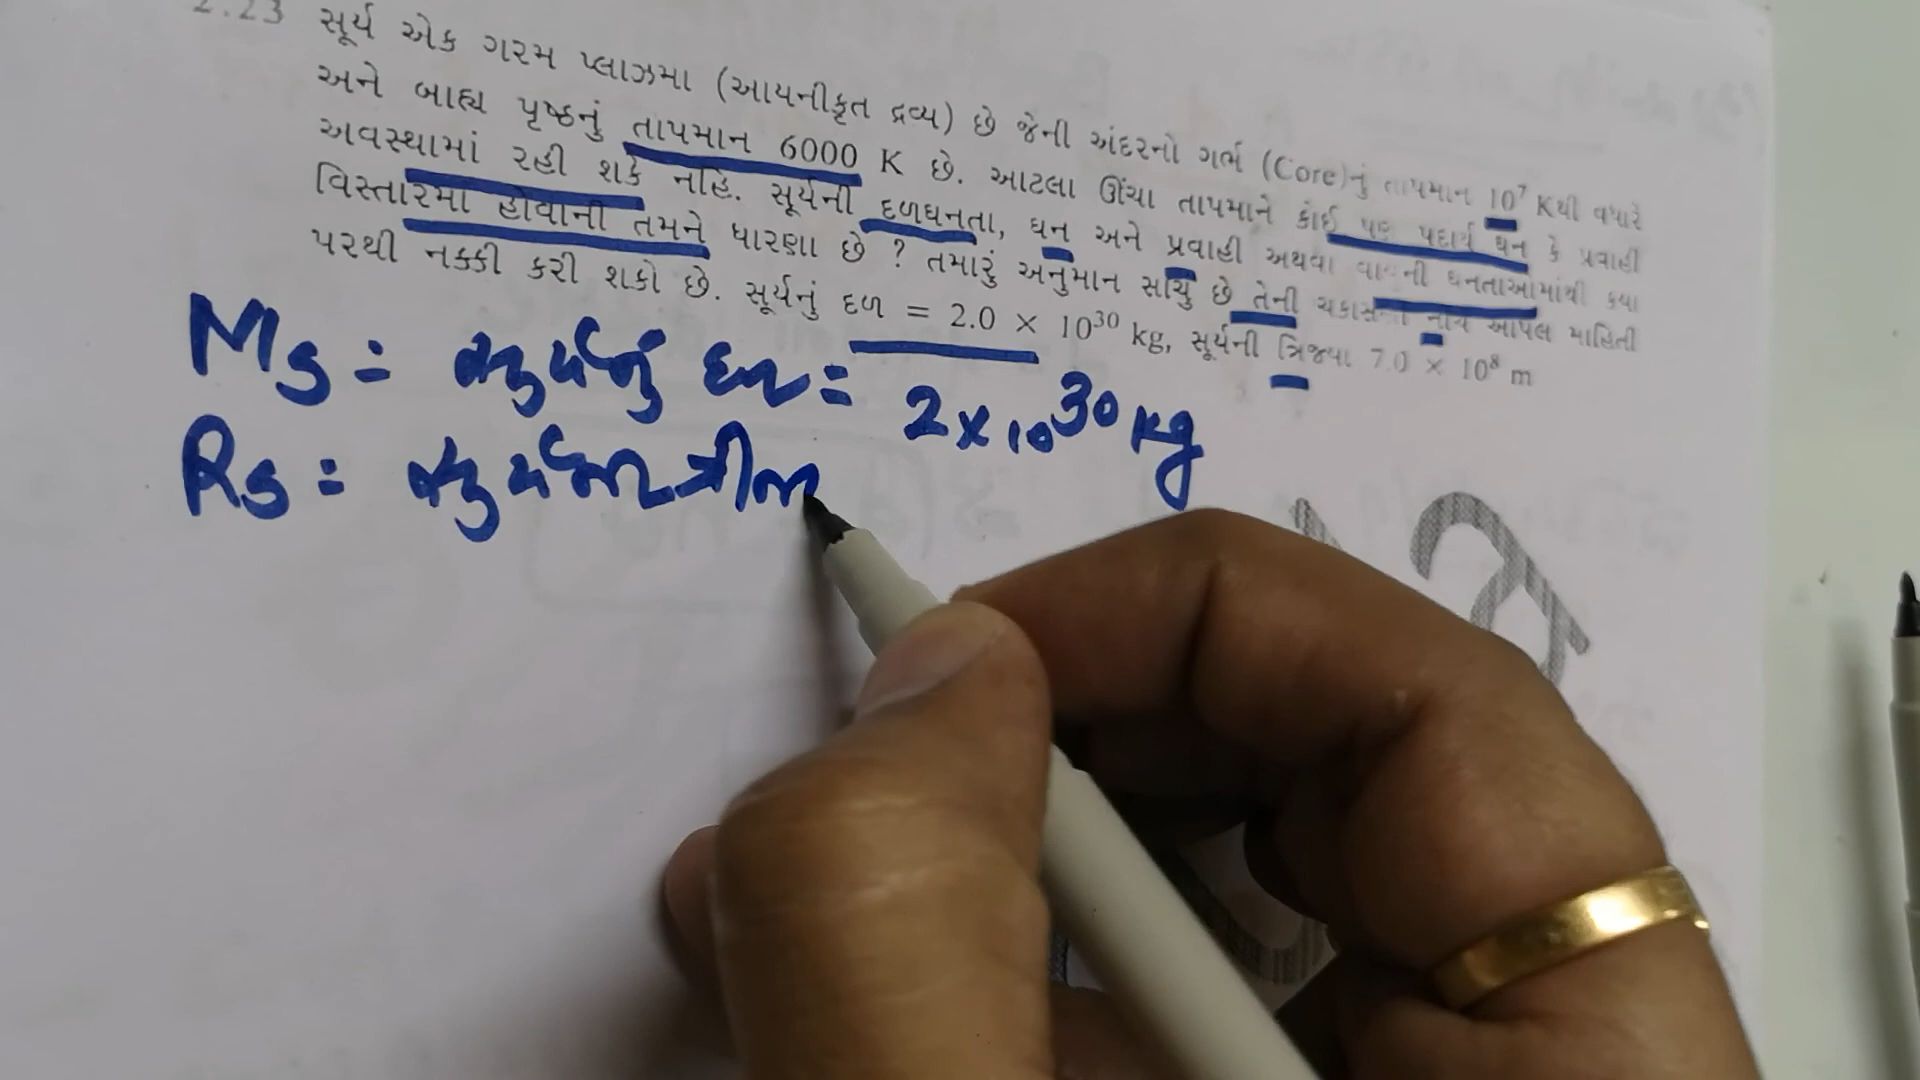 2.23 સૂર્ય એક ગરમ પ્લાઝમા (આયનીકૃત દ્રવ્ય) છે જેની અંદરનો ગર્ભ (Core)નું તાપમાન 10⁷ Kથી વધારે
અને બાહ્ય પૃષ્ઠનું તાપમાન 6000 K છે. આટલા ઊંચા તાપમાને કોઈ પણ પદાર્થ ઘન કે પ્રવાહી
અવસ્થામાં રહી શકે નહિ. સૂર્યની દળઘનતા, ઘન અને પ્રવાહી અથવા વાયુની ઘનતાઓમાંથી કયા
વિસ્તારમાં હોવાની તમને ધારણા છે ? તમારું અનુમાન સાચું છે તેની ચકાસણી નીચે આપેલ માહિતી
પરથી નક્કી કરી શકો છે. સૂર્યનું દળ = 2.0 × 10³⁰ kg, સૂર્યની ત્રિજ્યા 7.0 × 10⁸ m
Ms = સુર્યનું દળ = 2×10³⁰ kg
Rs = સુર્યની ત્રીજ